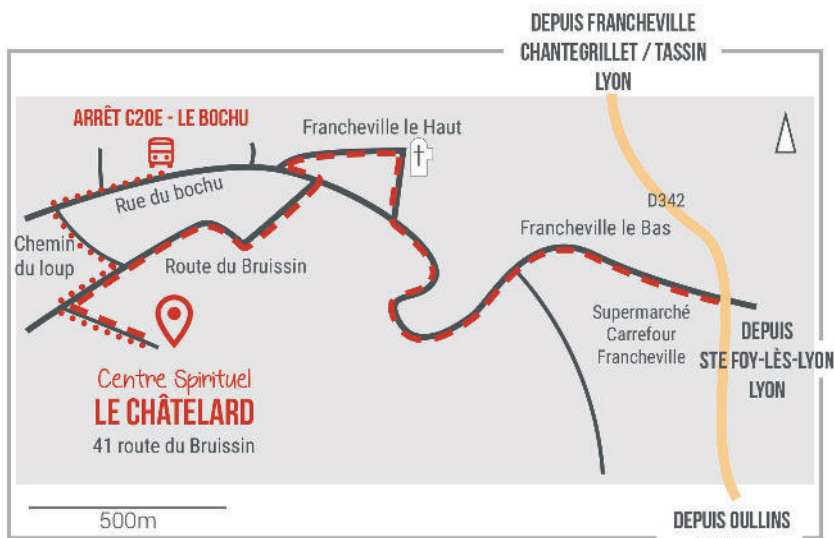 DEPUIS FRANCHEVILLE
CHANTEGRILLET / TASSIN
LYON
ARRÊT C20E - LE BOCHU
Francheville le Haut
Rue du bochu
D342
Francheville le Bas
Chemin
du loup
Route du Bruissin
Supermarché
Carrefour
Francheville
DEPUIS
STE FOY-LÈS-LYON
LYON
Centre Spirituel
LE CHÂTELARD
41 route du Bruissin
500m
DEPUIS OULLINS